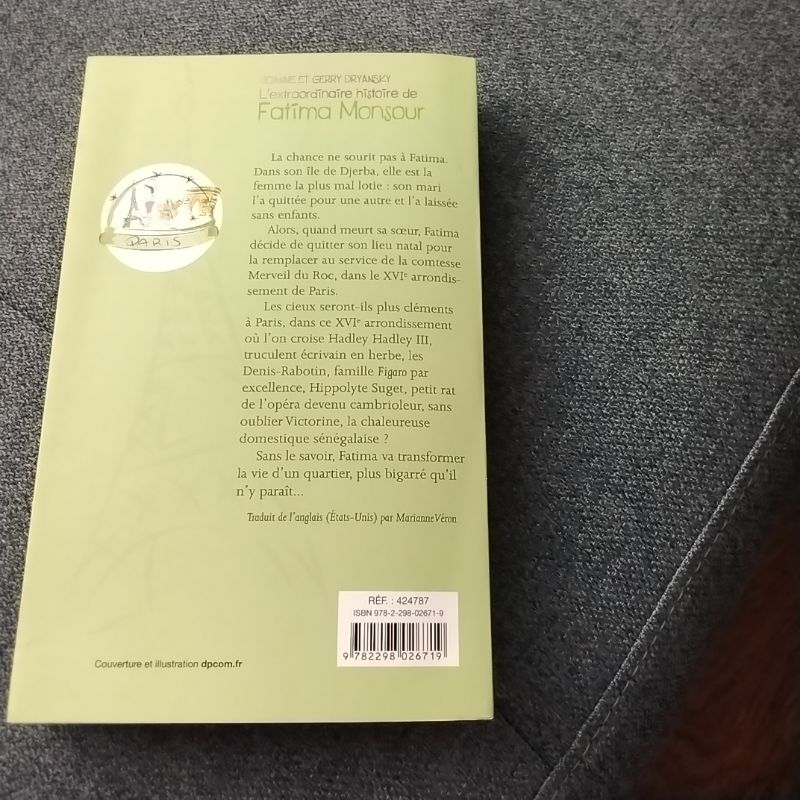 JOANNE ET GERRY DRYANSKY
L'extraordinaire histoire de
Fatima Monsour
La chance ne sourit pas à Fatima.
Dans son île de Djerba, elle est la
femme la plus mal lotie : son mari
l'a quittée pour une autre et l'a laissée
sans enfants.
Alors, quand meurt sa sœur, Fatima
décide de quitter son lieu natal pour
la remplacer au service de la comtesse
Merveil du Roc, dans le XVIe arrondis-
sement de Paris.
Les cieux seront-ils plus cléments
à Paris, dans ce XVIe arrondissement
où l'on croise Hadley Hadley III,
truculent écrivain en herbe, les
Denis-Rabotin, famille Figaro par
excellence, Hippolyte Suget, petit rat
de l'opéra devenu cambrioleur, sans
oublier Victorine, la chaleureuse
domestique sénégalaise ?
Sans le savoir, Fatima va transformer
la vie d'un quartier, plus bigarré qu'il
n'y paraît...
Traduit de l'anglais (États-Unis) par Marianne Véron
PARIS
RÉF. : 424787
ISBN 978-2-298-02671-9
9 782298 026719
Couverture et illustration dpcom.fr